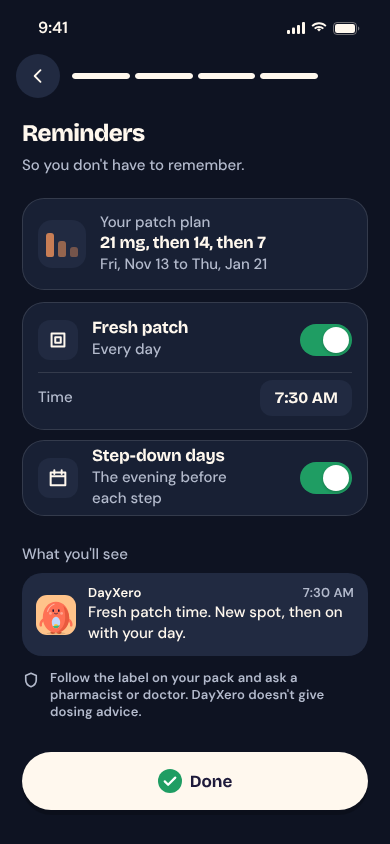 9:41
Reminders
So you don't have to remember.
Your patch plan
21 mg, then 14, then 7
Fri, Nov 13 to Thu, Jan 21
Fresh patch
Every day
Time
7:30 AM
Step-down days
The evening before
each step
What you'll see
DayXero
7:30 AM
Fresh patch time. New spot, then on
with your day.
Follow the label on your pack and ask a
pharmacist or doctor. DayXero doesn't give
dosing advice.
Done